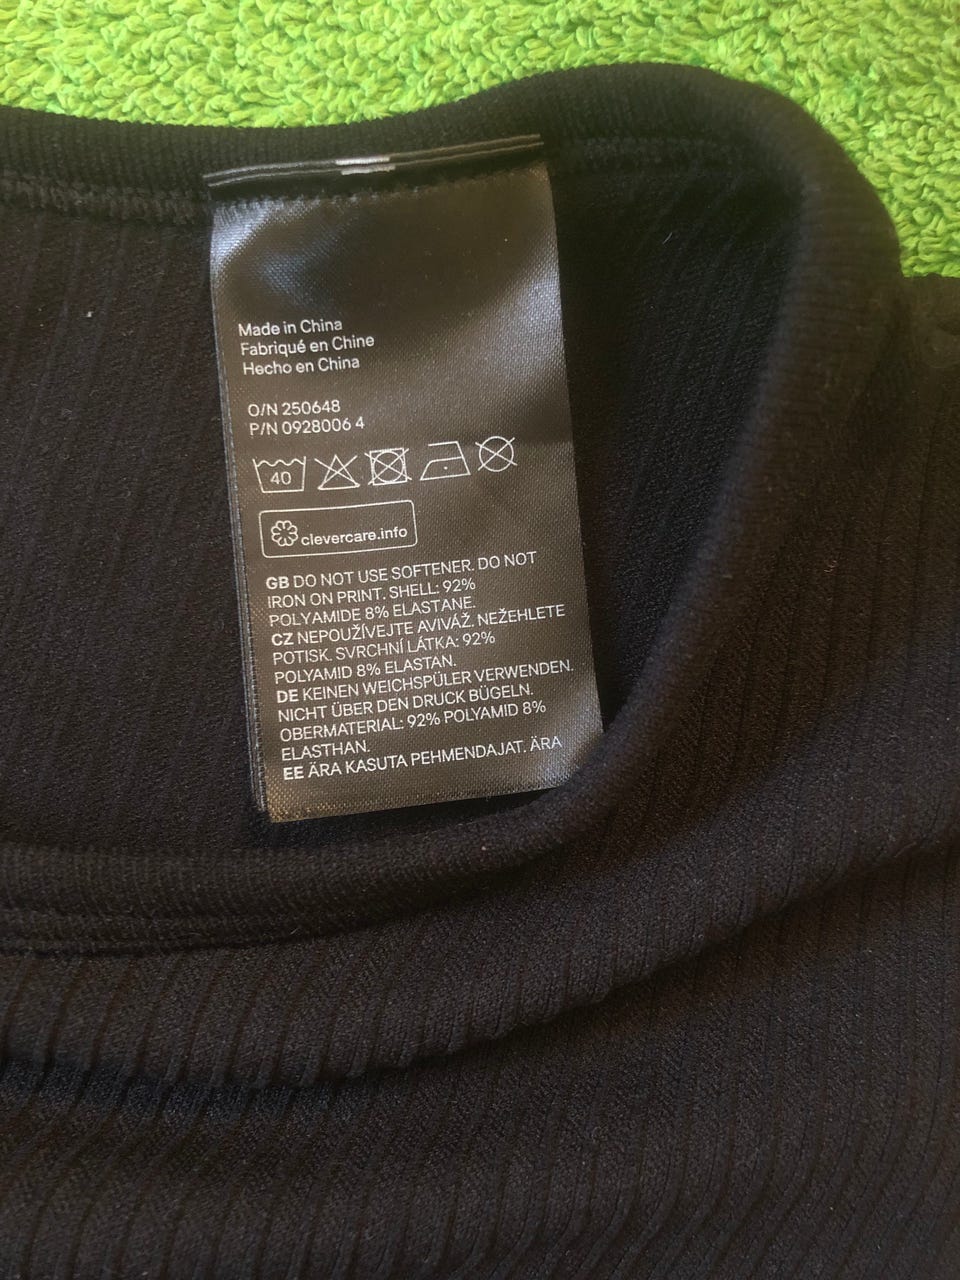 Made in China
Fabriqué en Chine
Hecho en China
O/N 250648
P/N 0928006 4
40
clevercare.info
GB DO NOT USE SOFTENER. DO NOT
IRON ON PRINT. SHELL: 92%
POLYAMIDE 8% ELASTANE.
CZ NEPOUŽÍVEJTE AVIVÁŽ. NEŽEHLETE
POTISK. SVRCHNÍ LÁTKA: 92%
POLYAMID 8% ELASTAN.
DE KEINEN WEICHSPÜLER VERWENDEN.
NICHT ÜBER DEN DRUCK BÜGELN.
OBERMATERIAL: 92% POLYAMID 8%
ELASTHAN.
EE ÄRA KASUTA PEHMENDAJAT. ÄRA